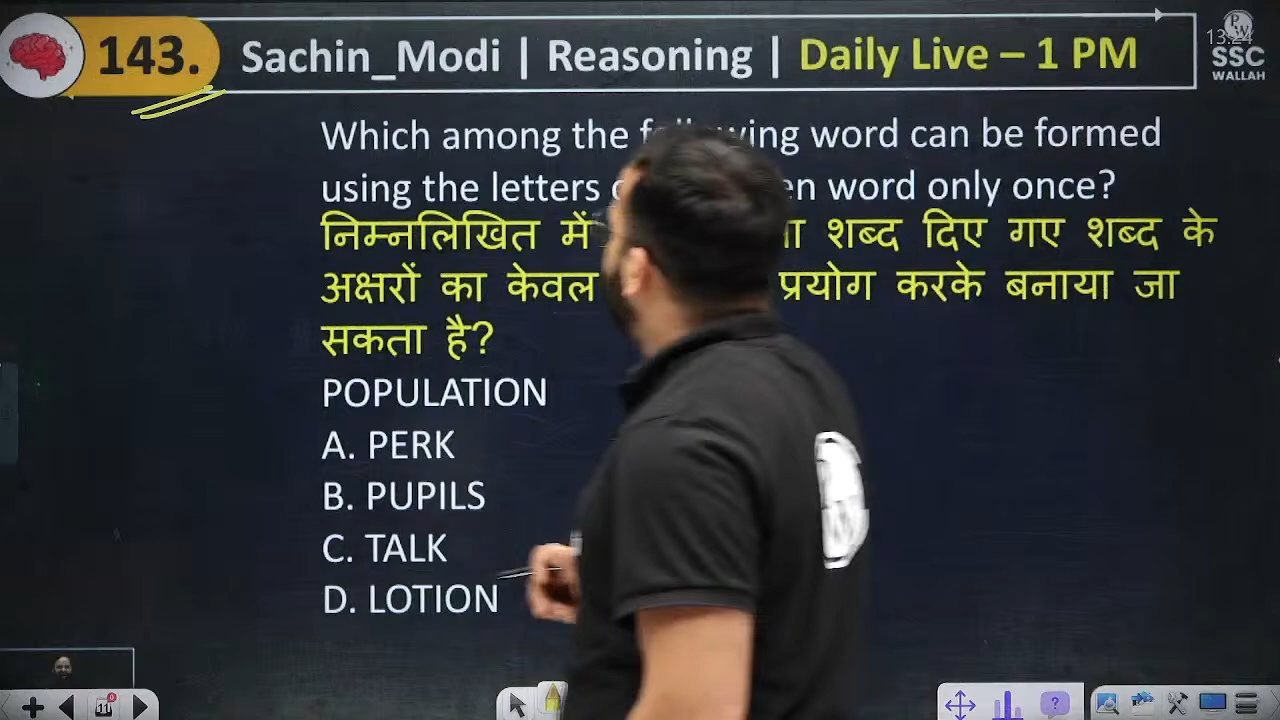 143. Sachin_Modi | Reasoning | Daily Live – 1 PM
SSC
WALLAH
Which among the wing word can be formed
using the letters word only once?
निम्नलिखित में शब्द दिए गए शब्द के
अक्षरों का केवल प्रयोग करके बनाया जा
सकता है?
POPULATION
A. PERK
B. PUPILS
C. TALK
D. LOTION
11